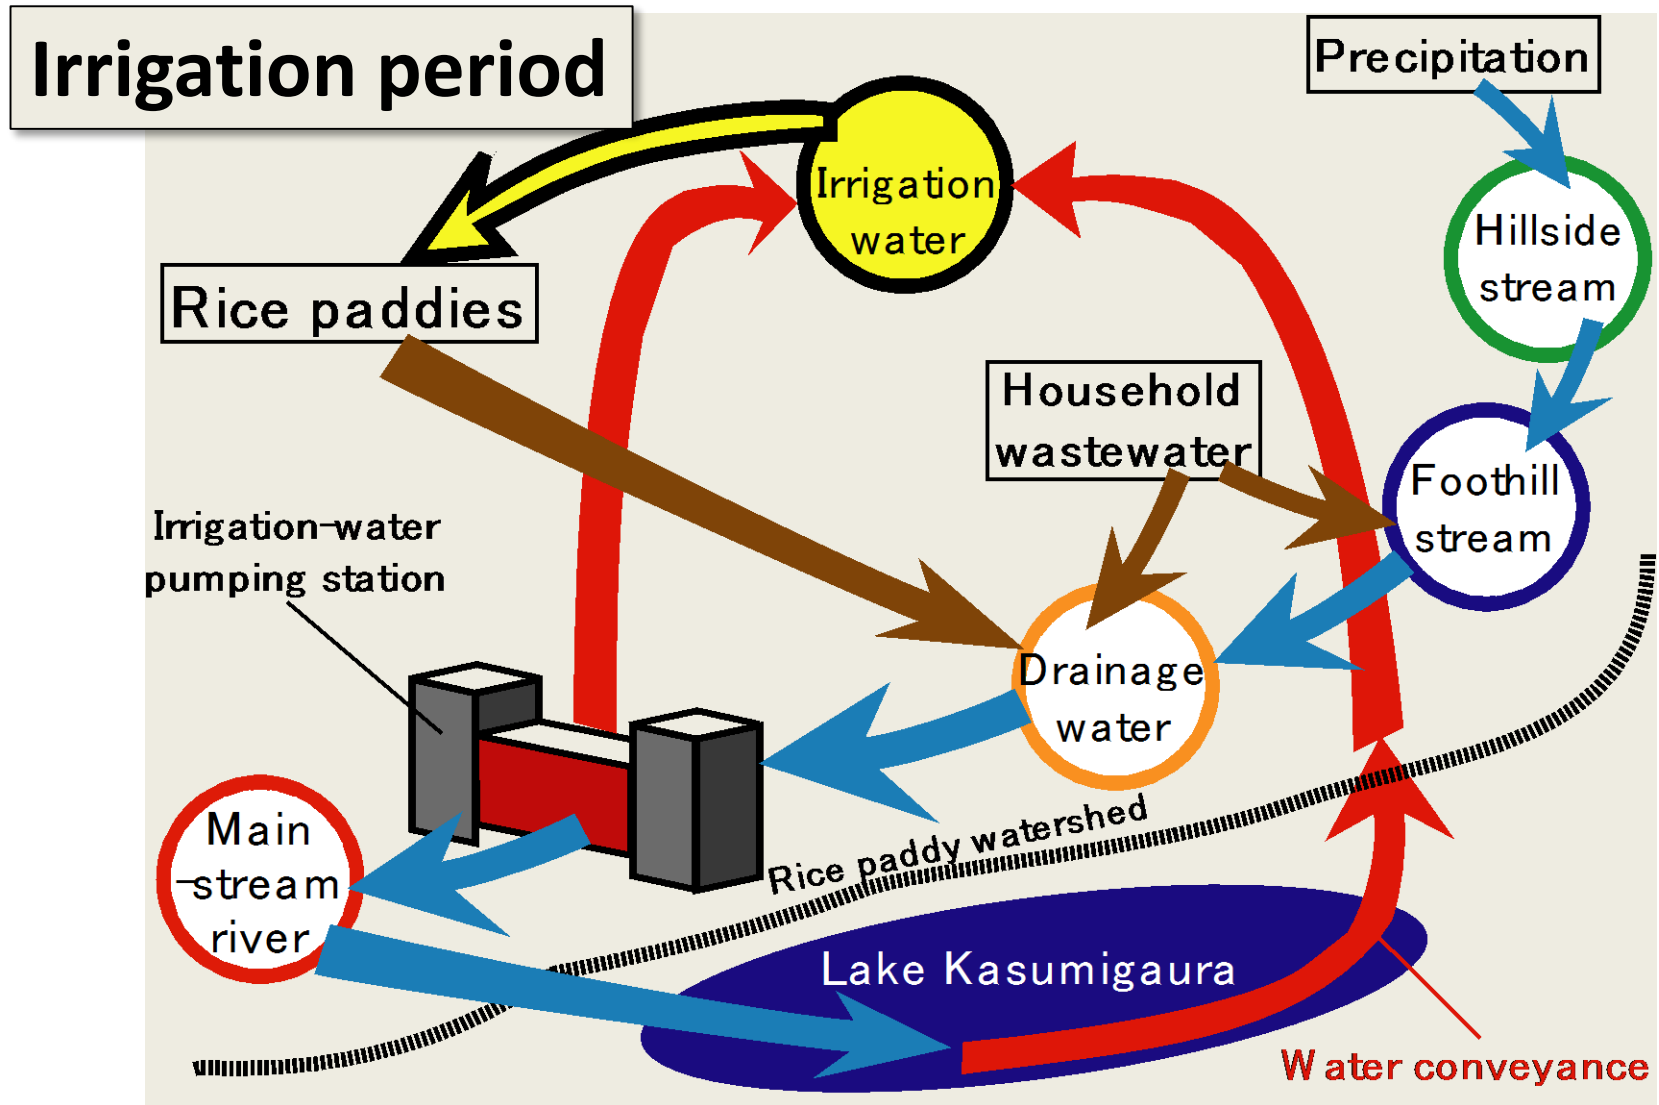 Irrigation period
Precipitation
Irrigation
water
Hillside
stream
Rice paddies
Household
wastewater
Foothill
stream
Irrigation-water
pumping station
Drainage
water
Main
-stream
river
Rice paddy watershed
Lake Kasumigaura
Water conveyance